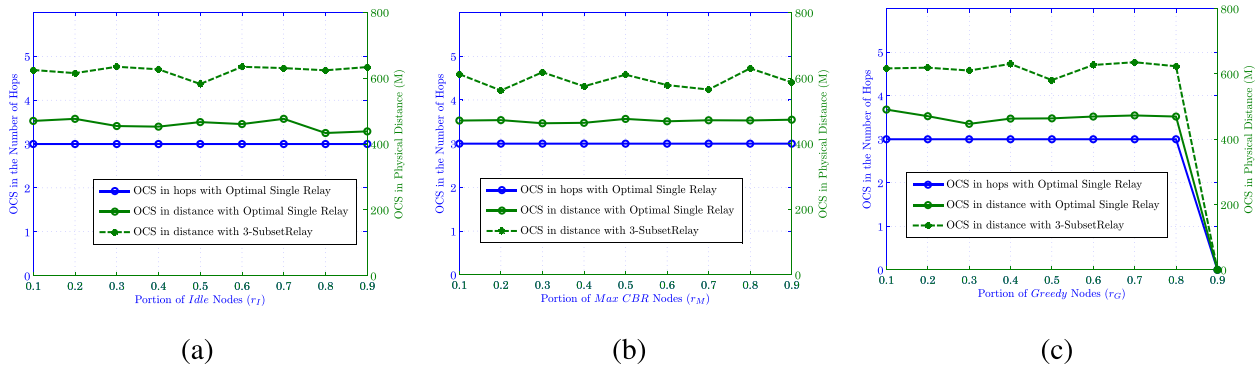 800
5
600
4
3
400
2
200
1
0
0
OCS in the Number of Hops
OCS in Physical Distance (M)
OCS in hops with Optimal Single Relay
OCS in distance with Optimal Single Relay
OCS in distance with 3-SubsetRelay
0.1 0.2 0.3 0.4 0.5 0.6 0.7 0.8 0.9
Portion of Idle Nodes (r_I)
(a)
800
5
600
4
3
400
2
200
1
0
0
OCS in the Number of Hops
OCS in Physical Distance (M)
OCS in hops with Optimal Single Relay
OCS in distance with Optimal Single Relay
OCS in distance with 3-SubsetRelay
0.1 0.2 0.3 0.4 0.5 0.6 0.7 0.8 0.9
Portion of Max CBR Nodes (r_M)
(b)
800
5
600
4
3
400
2
200
1
0
0
OCS in the Number of Hops
OCS in Physical Distance (M)
OCS in hops with Optimal Single Relay
OCS in distance with Optimal Single Relay
OCS in distance with 3-SubsetRelay
0.1 0.2 0.3 0.4 0.5 0.6 0.7 0.8 0.9
Portion of Greedy Nodes (r_G)
(c)